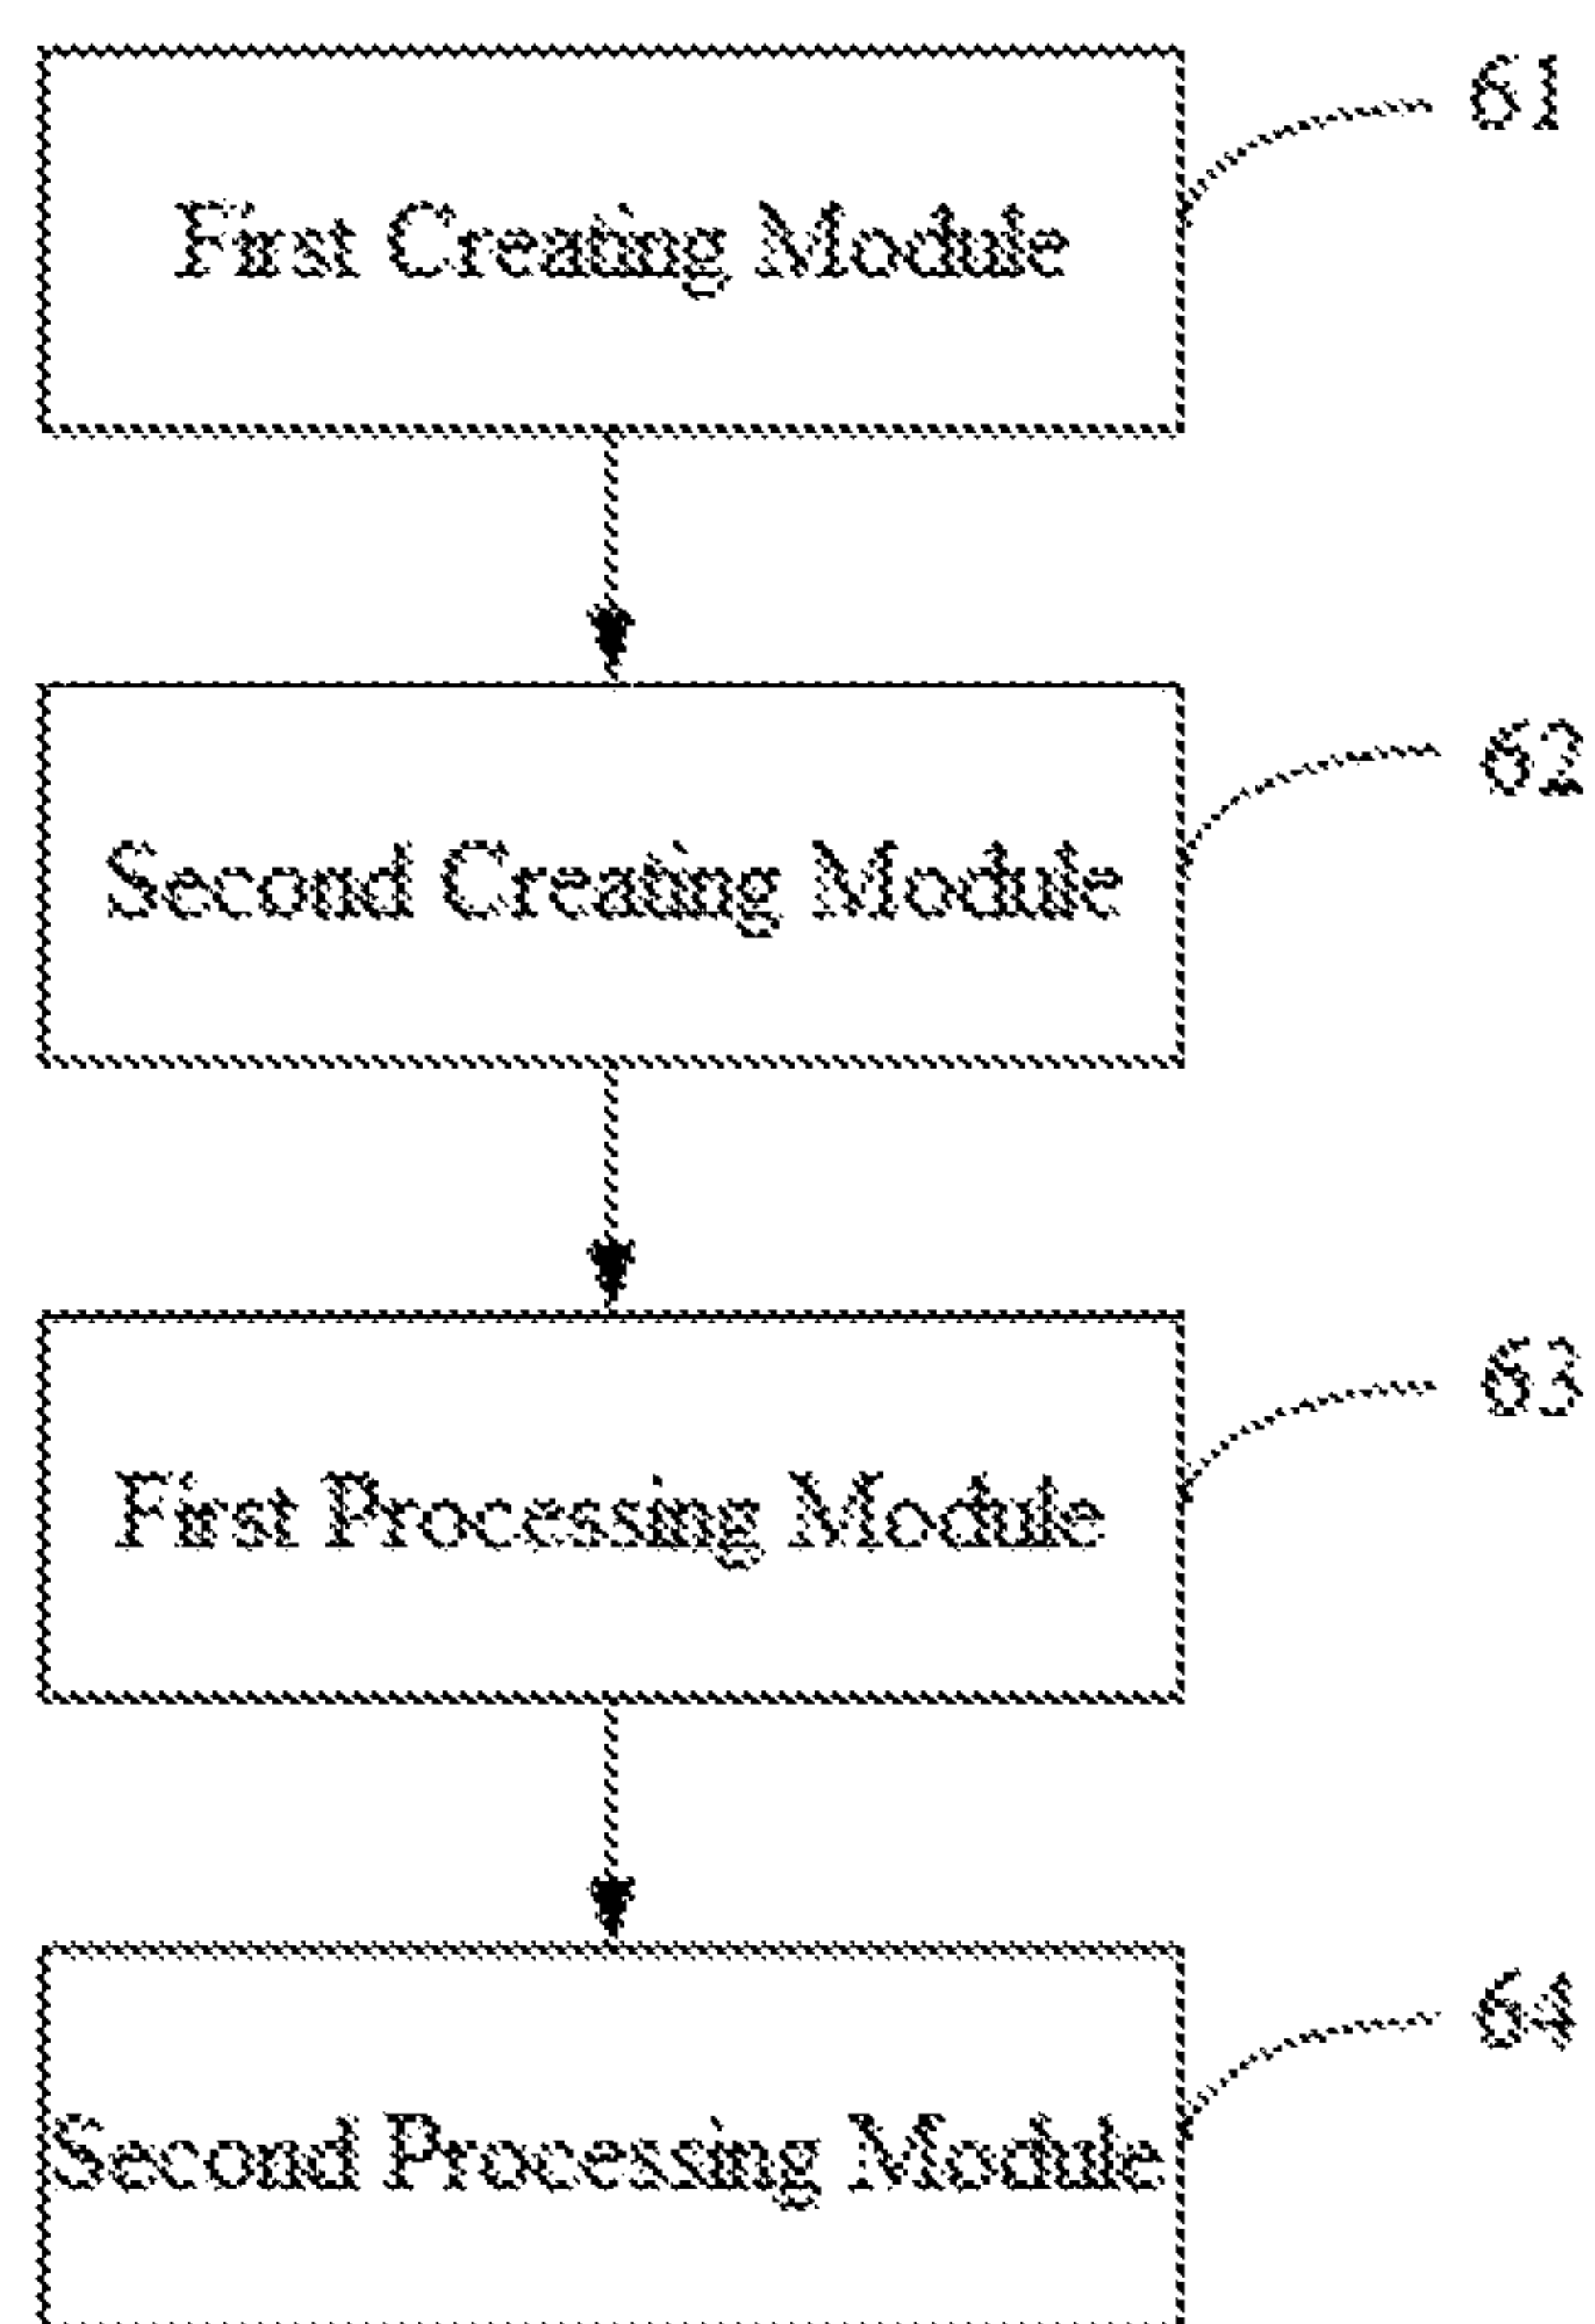 61
First Creating Module
62
Second Creating Module
63
First Processing Module
64
Second Processing Module